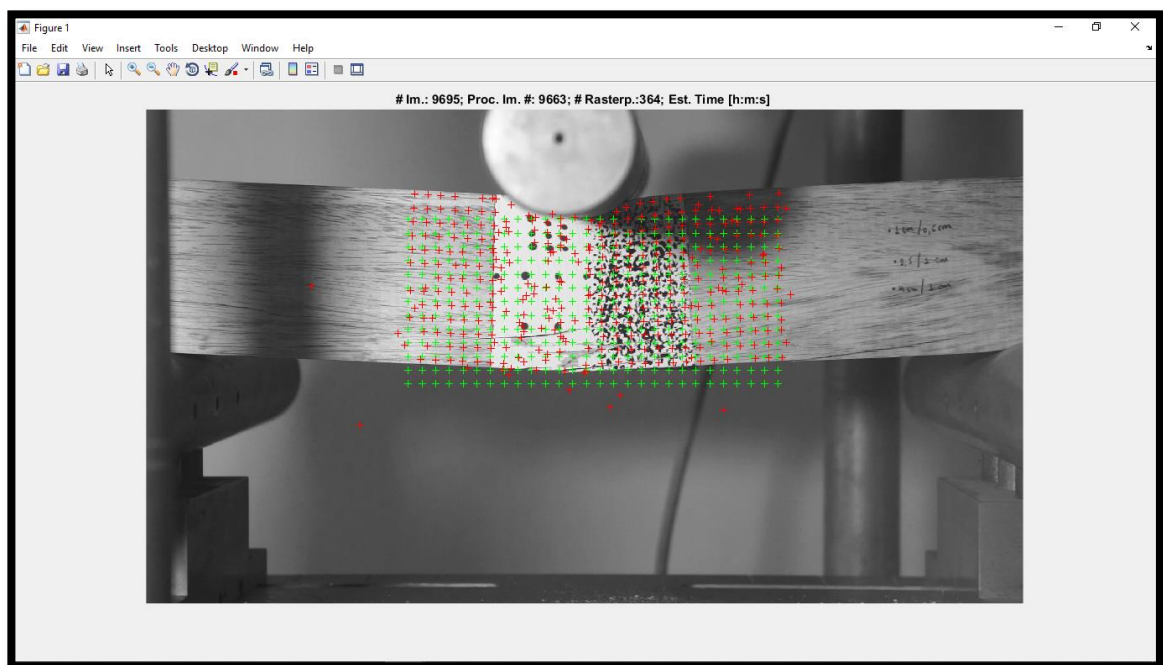 Figure 1
File Edit View Insert Tools Desktop Window Help
# Im.: 9695; Proc. Im. #: 9663; # Rasterp.:364; Est. Time [h:m:s]